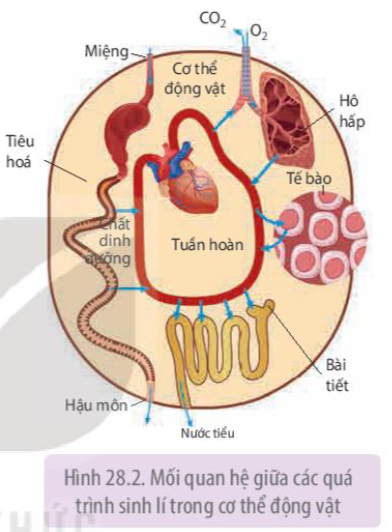 CO2
O2
Miệng
Cơ thể
động vật
Hô
hấp
Tiêu
hoá
Tế bào
Chất
dinh
dưỡng
Tuần hoàn
Bài
tiết
Hậu môn
Nước tiểu
Hình 28.2. Mối quan hệ giữa các quá
trình sinh lí trong cơ thể động vật
THỨC